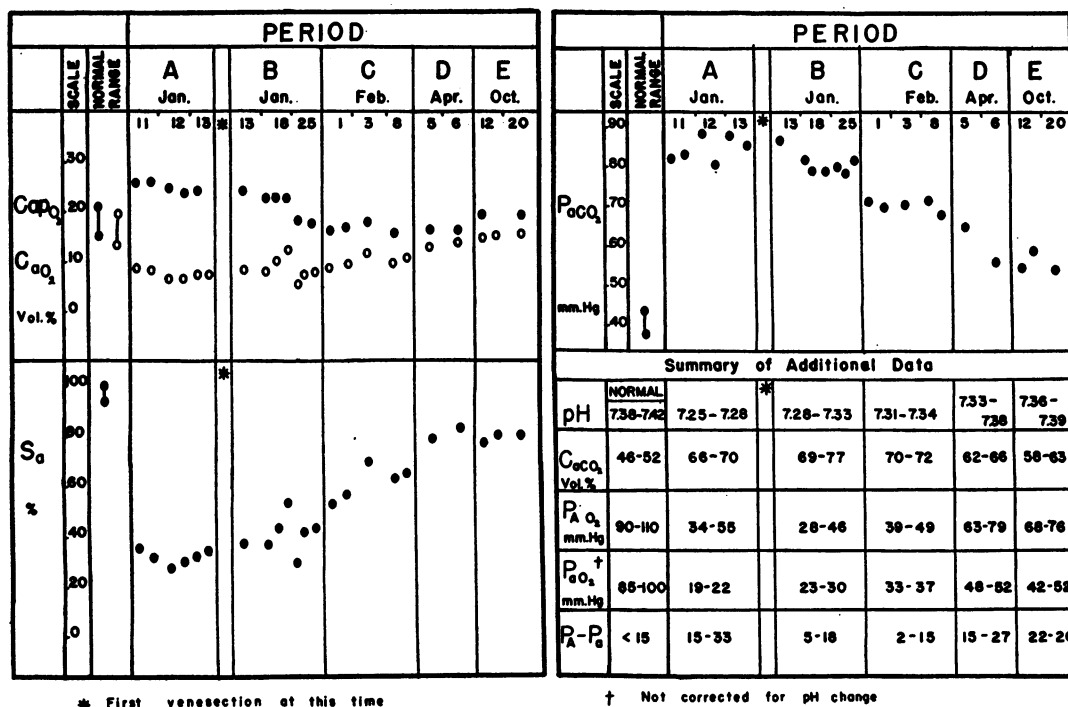 PERIOD
SCALE NORMAL RANGE A B C D E
Jan. Jan. Feb. Apr. Oct.
11 12 13 * 13 18 25 1 3 8 5 6 12 20
.30
CapO2 .20
CaO2 .10
Vol.% .0
*
.100
.80
Sa .60
% .40
.20
.0
* First venesection at this time
PERIOD
SCALE NORMAL RANGE A B C D E
Jan. Jan. Feb. Apr. Oct.
.90 11 12 13 * 13 18 25 1 3 8 5 6 12 20
.80
PaCO2 .70
.60
.50
mm.Hg .40
Summary of Additional Data
NORMAL *
pH 7.38-7.42 7.25-7.28 7.28-7.33 7.31-7.34 7.33-7.38 7.36-7.39
CaCO2 46-52 66-70 69-77 70-72 62-66 58-63
Vol.%
PAO2 90-110 34-55 28-46 39-49 63-79 68-76
mm.Hg
PaO2† 85-100 19-22 23-30 33-37 48-52 42-52
mm.Hg
PA-Pa <15 15-33 5-18 2-15 15-27 22-26
† Not corrected for pH change